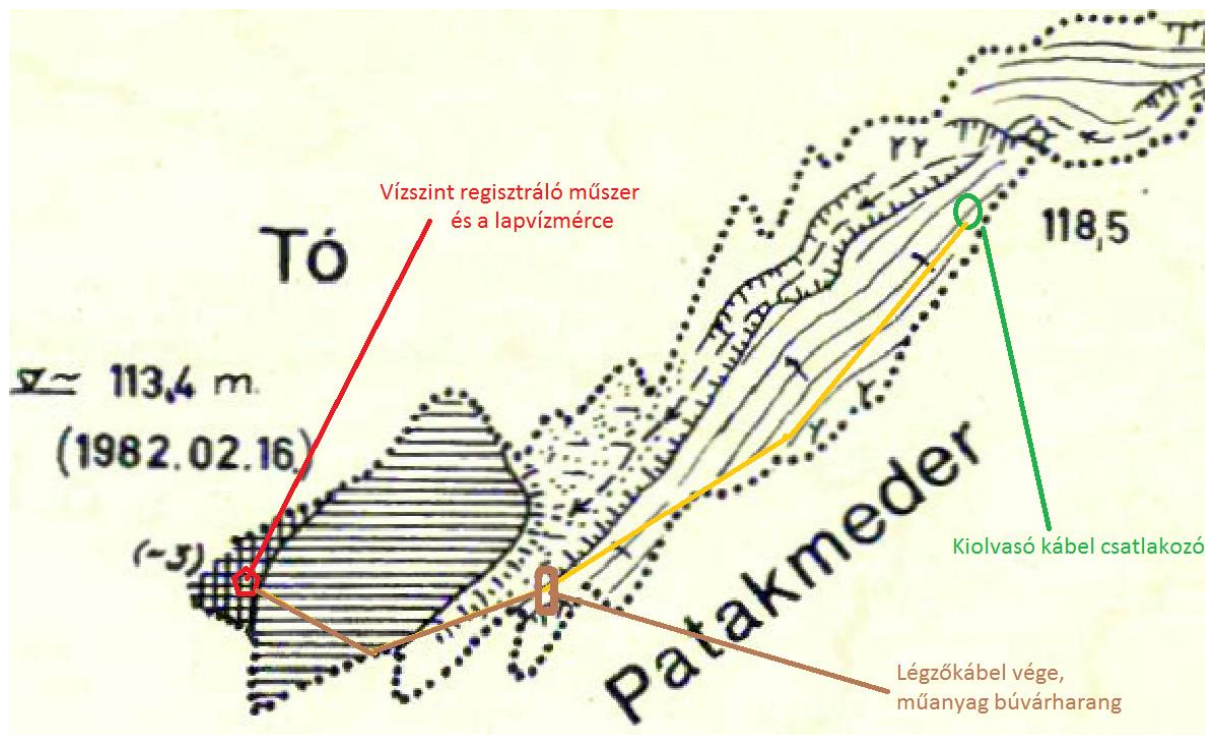 Vízszint regisztráló műszer
és a lapvízmérce
Tó
118,5
113,4 m.
(1982.02.16.)
(~3)
Kiolvasó kábel csatlakozó
Patakmeder
Légzőkábel vége,
műanyag búvárharang